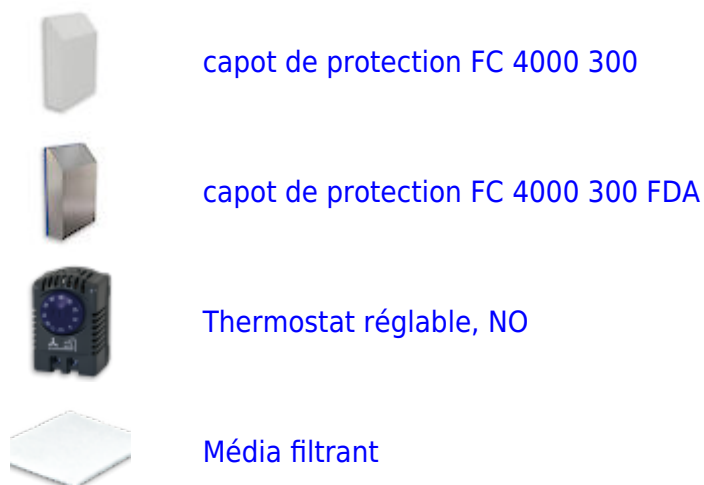 capot de protection FC 4000 300
capot de protection FC 4000 300 FDA
Thermostat réglable, NO
Média filtrant